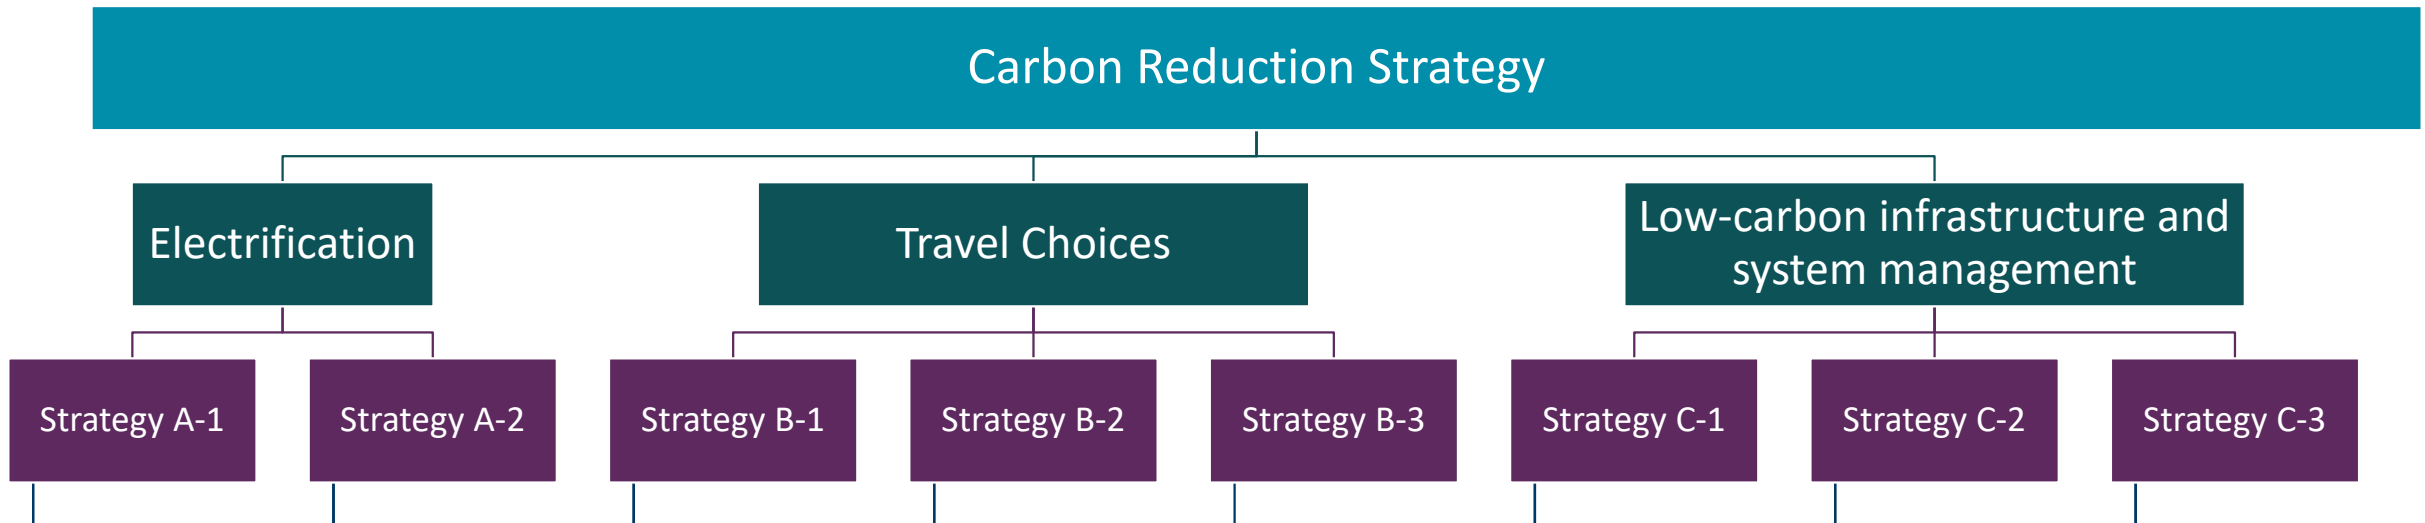 Carbon Reduction Strategy
Electrification
Travel Choices
Low-carbon infrastructure and
system management
Strategy A-1
Strategy A-2
Strategy B-1
Strategy B-2
Strategy B-3
Strategy C-1
Strategy C-2
Strategy C-3